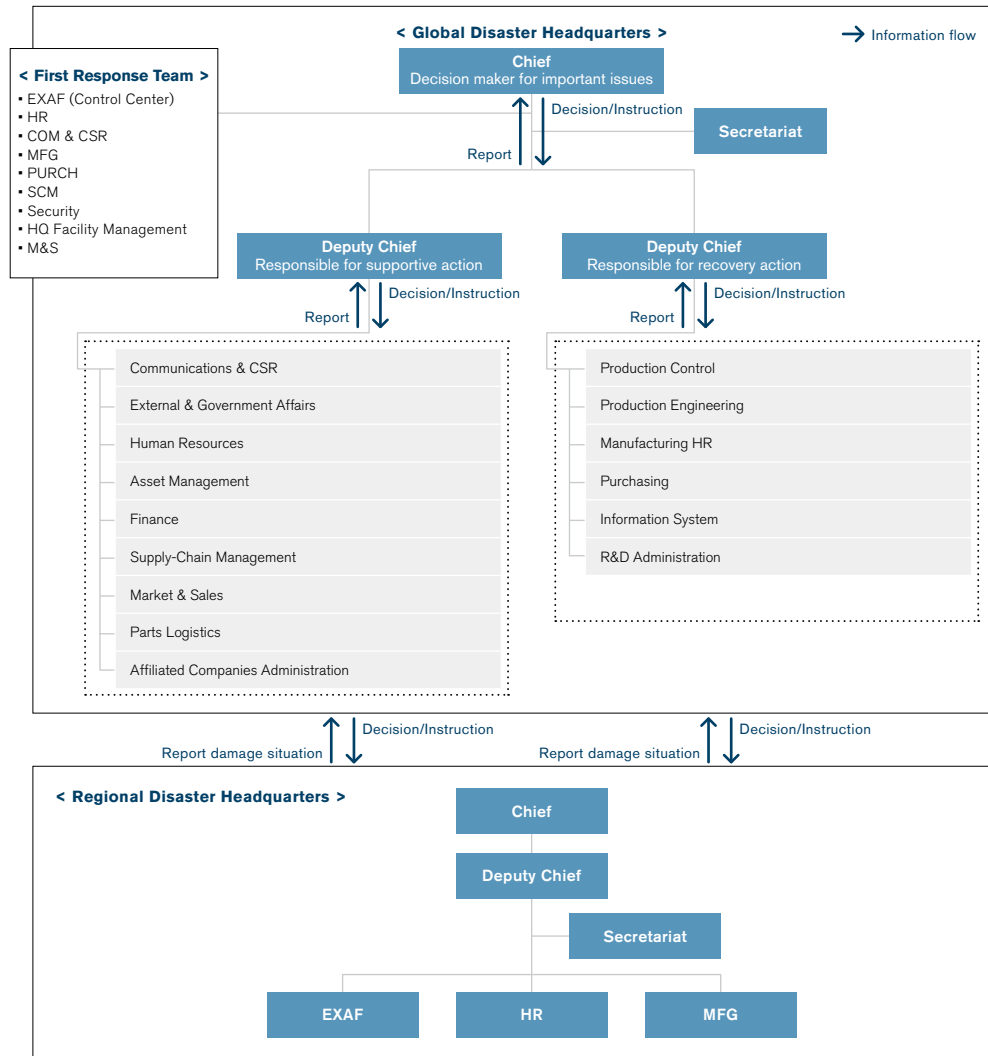 < Global Disaster Headquarters >
Information flow
Chief
Decision maker for important issues
< First Response Team >
▪ EXAF (Control Center)
▪ HR
▪ COM & CSR
▪ MFG
▪ PURCH
▪ SCM
▪ Security
▪ HQ Facility Management
▪ M&S
Decision/Instruction
Report
Secretariat
Deputy Chief
Responsible for supportive action
Decision/Instruction
Report
Deputy Chief
Responsible for recovery action
Decision/Instruction
Report
Communications & CSR
External & Government Affairs
Human Resources
Asset Management
Finance
Supply-Chain Management
Market & Sales
Parts Logistics
Affiliated Companies Administration
Production Control
Production Engineering
Manufacturing HR
Purchasing
Information System
R&D Administration
Decision/Instruction
Report damage situation
Decision/Instruction
Report damage situation
< Regional Disaster Headquarters >
Chief
Deputy Chief
Secretariat
EXAF
HR
MFG